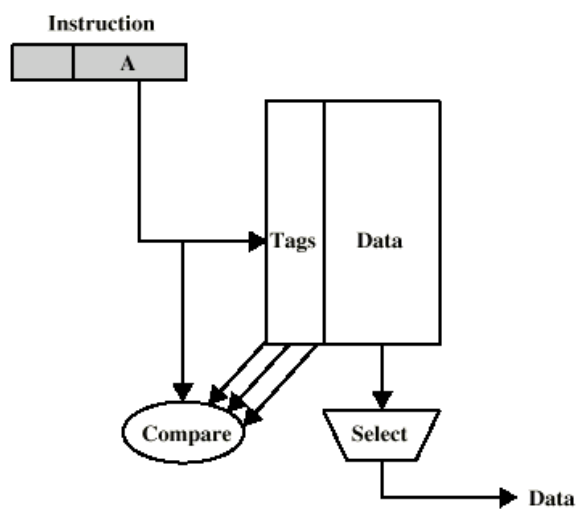 Instruction
A
Tags
Data
Compare
Select
Data